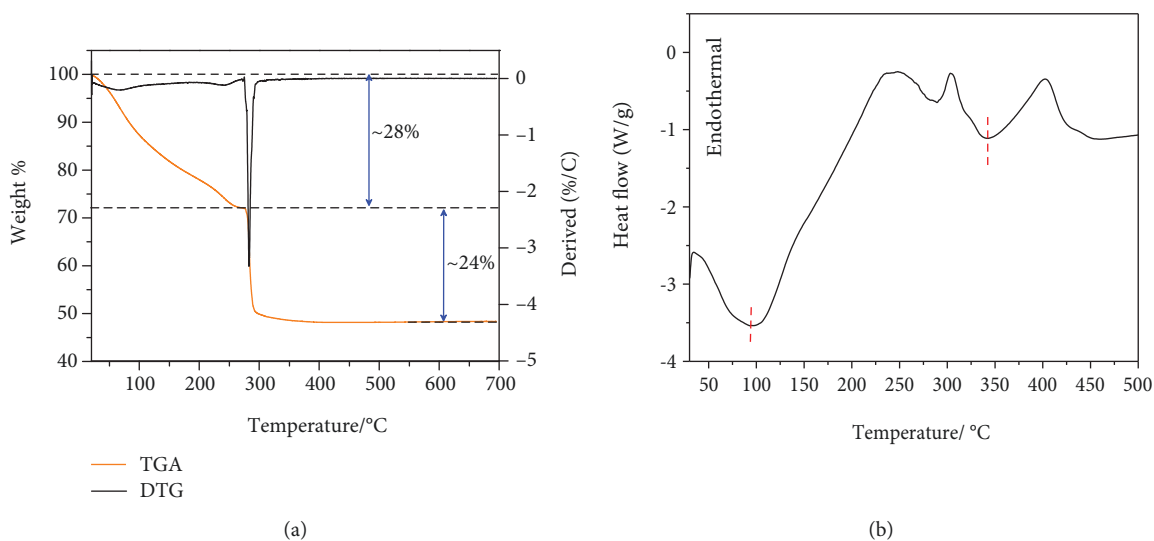 100
90
80
70
60
50
40
0
−1
−2
−3
−4
−5
100 200 300 400 500 600 700
Weight %
Derived (%/C)
~28%
~24%
Temperature/°C
TGA
DTG
(a)
0
-1
-2
-3
-4
50 100 150 200 250 300 350 400 450 500
Heat flow (W/g)
Endothermal
Temperature/ °C
(b)